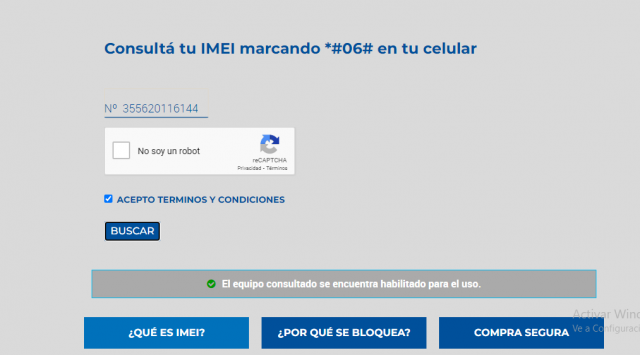 Consultá tu IMEI marcando *#06# en tu celular
Nº 355620116144
No soy un robot
reCAPTCHA
Privacidad - Términos
ACEPTO TERMINOS Y CONDICIONES
BUSCAR
El equipo consultado se encuentra habilitado para el uso.
Activar Wind
Ve a Configuraci
¿QUÉ ES IMEI?
¿POR QUÉ SE BLOQUEA?
COMPRA SEGURA